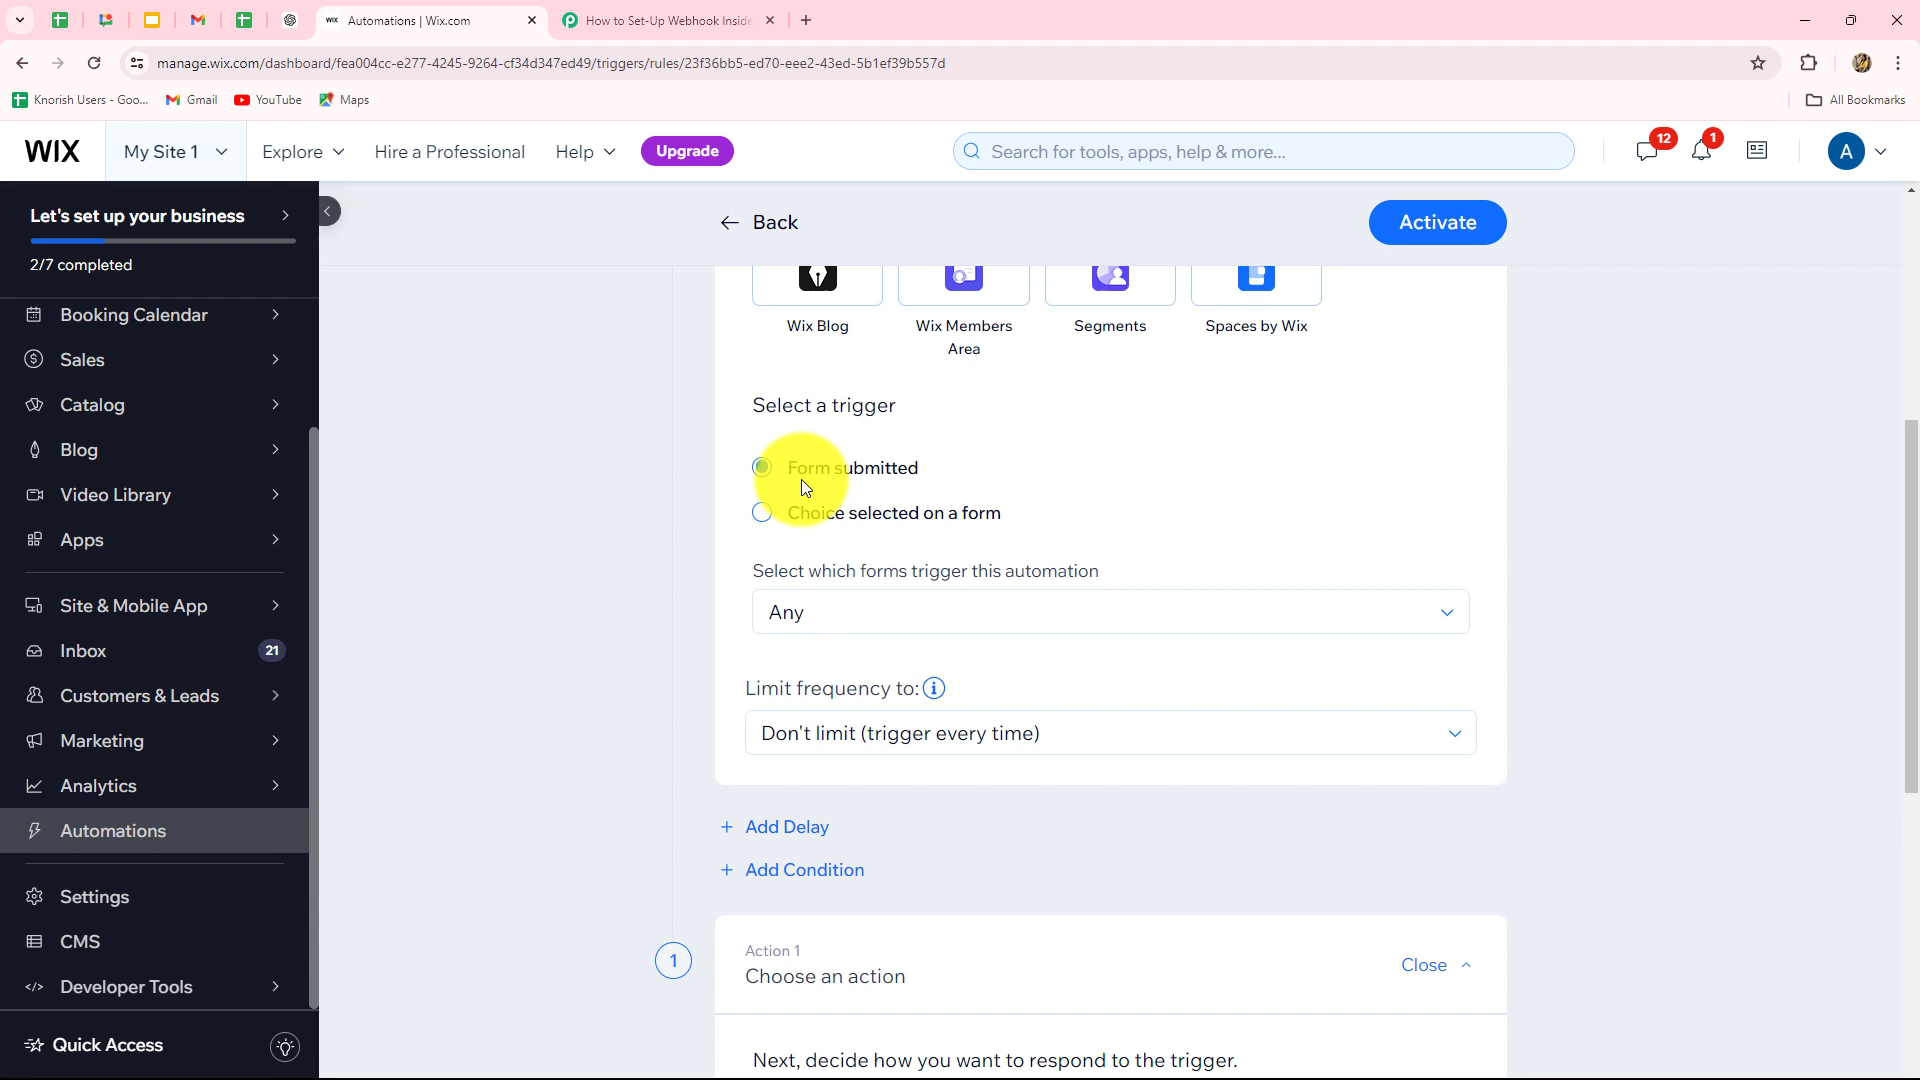 Automations | Wix.com
How to Set-Up Webhook Inside
manage.wix.com/dashboard/fea004cc-e277-4245-9264-cf34d347ed49/triggers/rules/23f36bb5-ed70-eee2-43ed-5b1ef39b557d
Knorish Users - Goo...
Gmail
YouTube
Maps
All Bookmarks
WIX
My Site 1
Explore
Hire a Professional
Help
Upgrade
Search for tools, apps, help & more...
12
1
A
Let's set up your business
2/7 completed
Booking Calendar
Sales
Catalog
Blog
Video Library
Apps
Site & Mobile App
Inbox
21
Customers & Leads
Marketing
Analytics
Automations
Settings
CMS
Developer Tools
Quick Access
Back
Activate
Wix Blog
Wix Members
Area
Segments
Spaces by Wix
Select a trigger
Form submitted
Choice selected on a form
Select which forms trigger this automation
Any
Limit frequency to:
Don't limit (trigger every time)
+ Add Delay
+ Add Condition
1
Action 1
Choose an action
Close
Next, decide how you want to respond to the trigger.